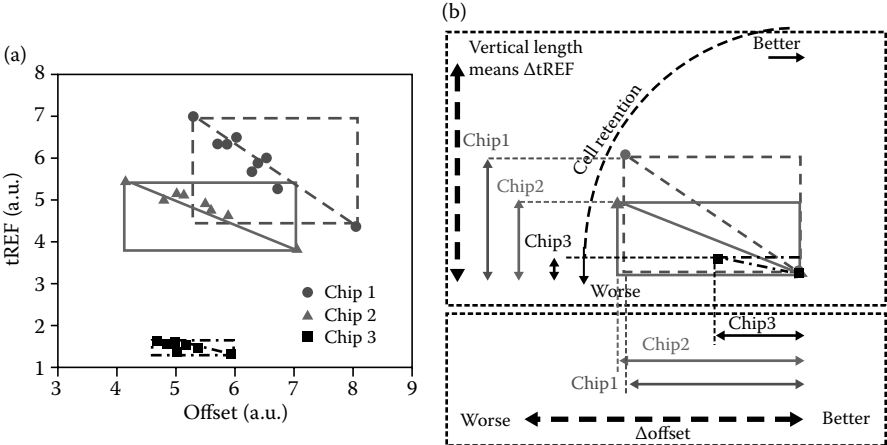 (a)
8
7
6
5
4
3
2
1
tREF (a.u.)
3
4
5
6
7
8
9
Offset (a.u.)
Chip 1
Chip 2
Chip 3
(b)
Vertical length
means ΔtREF
Better
Cell retention
Chip1
Chip2
Chip3
Worse
Chip3
Chip2
Chip1
Worse
Better
Δoffset